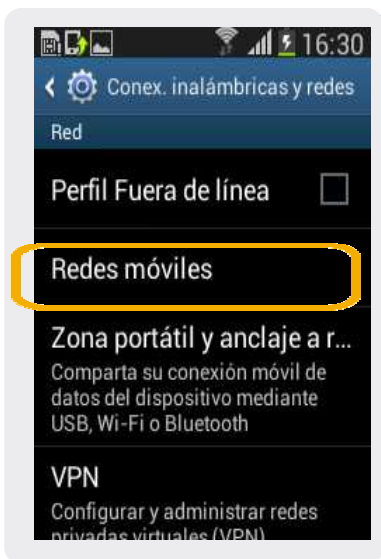 16:30
Conex. inalámbricas y redes
Red
Perfil Fuera de línea
Redes móviles
Zona portátil y anclaje a r...
Comparta su conexión móvil de
datos del dispositivo mediante
USB, Wi-Fi o Bluetooth
VPN
Configurar y administrar redes
privadas virtuales (VPN)